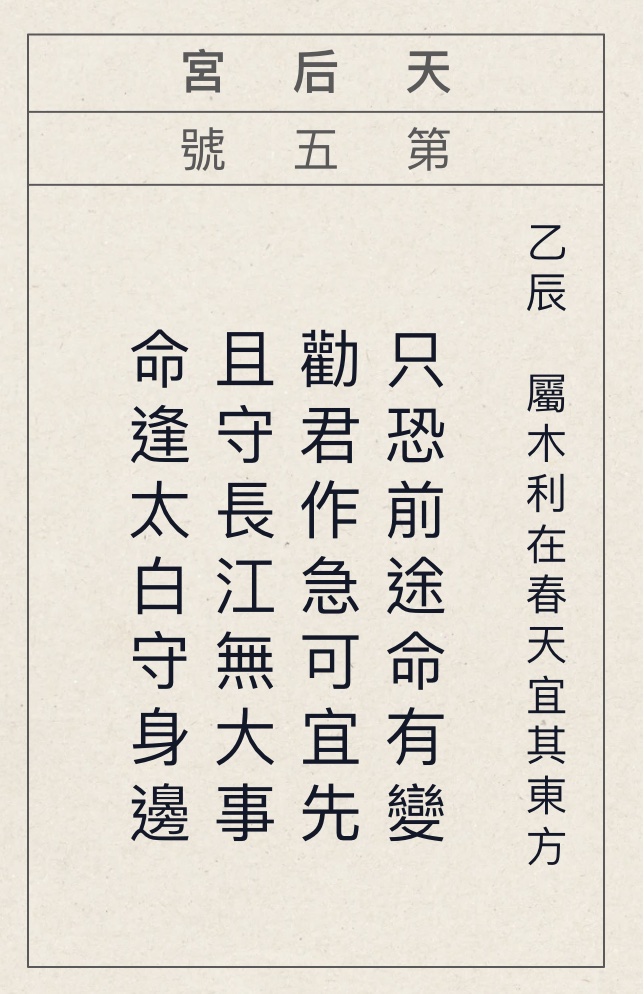 天后宮
第五號
乙辰　屬木利在春天宜其東方
只恐前途命有變
勸君作急可宜先
且守長江無大事
命逢太白守身邊